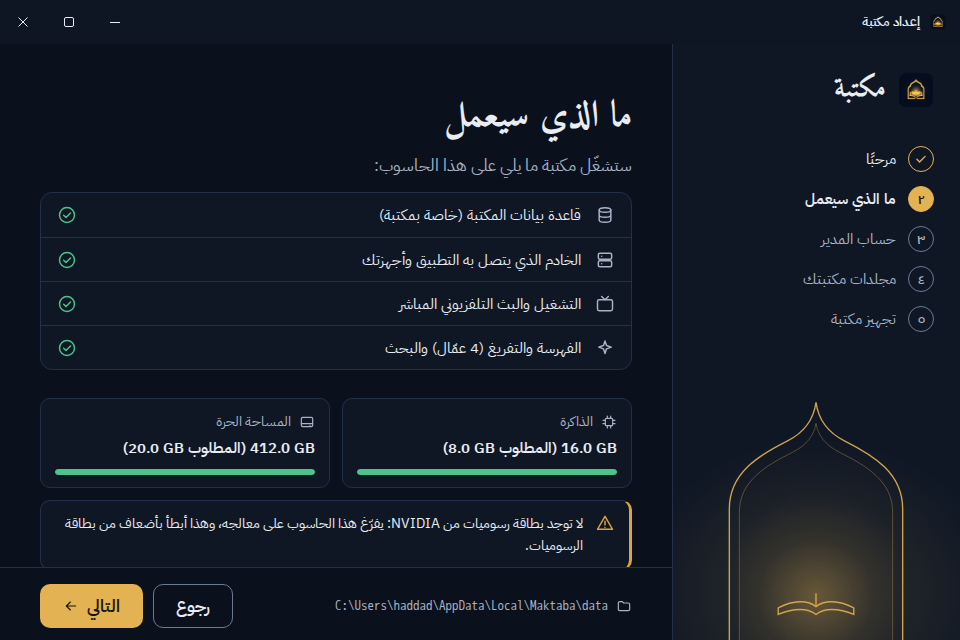 إعداد مكتبة
مكتبة
مرحبًا
٢ ما الذي سيعمل
٣ حساب المدير
٤ مجلدات مكتبتك
٥ تجهيز مكتبة
ما الذي سيعمل
ستشغّل مكتبة ما يلي على هذا الحاسوب:
قاعدة بيانات المكتبة (خاصة بمكتبة)
الخادم الذي يتصل به التطبيق وأجهزتك
التشغيل والبث التلفزيوني المباشر
الفهرسة والتفريغ (4 عمّال) والبحث
الذاكرة
16.0 GB (المطلوب 8.0 GB)
المساحة الحرة
412.0 GB (المطلوب 20.0 GB)
لا توجد بطاقة رسوميات من NVIDIA: يفرّغ هذا الحاسوب على معالجه، وهذا أبطأ بأضعاف من بطاقة
الرسوميات.
C:\Users\haddad\AppData\Local\Maktaba\data
رجوع
التالي